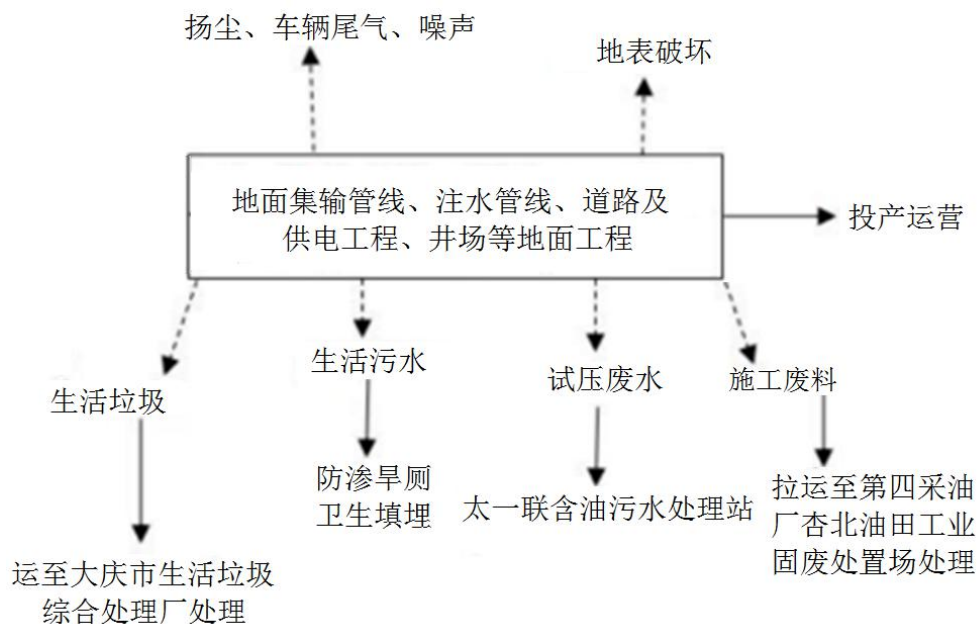 扬尘、车辆尾气、噪声
地表破坏
地面集输管线、注水管线、道路及
供电工程、井场等地面工程
投产运营
生活垃圾
生活污水
试压废水
施工废料
运至大庆市生活垃圾
综合处理厂处理
防渗旱厕
卫生填埋
太一联含油污水处理站
拉运至第四采油
厂杏北油田工业
固废处置场处理